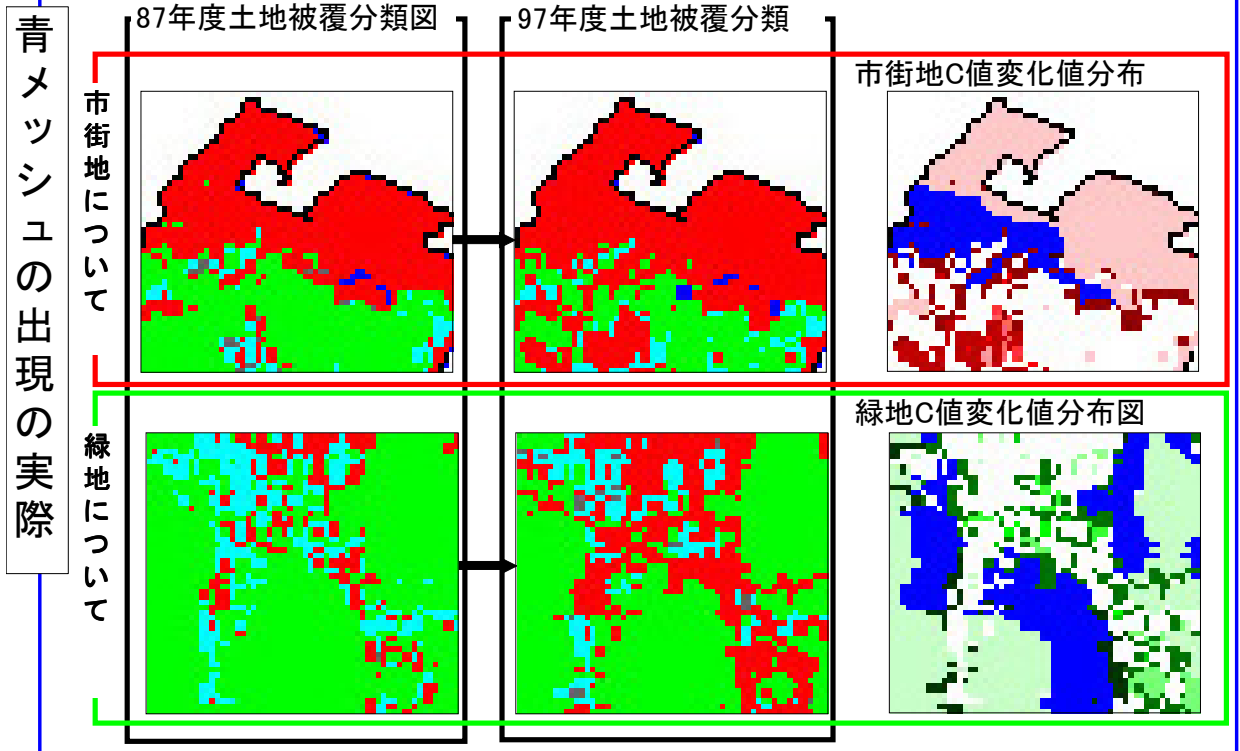 青メッシュの出現の実際
87年度土地被覆分類図
97年度土地被覆分類
市街地について
市街地C値変化値分布
緑地について
緑地C値変化値分布図